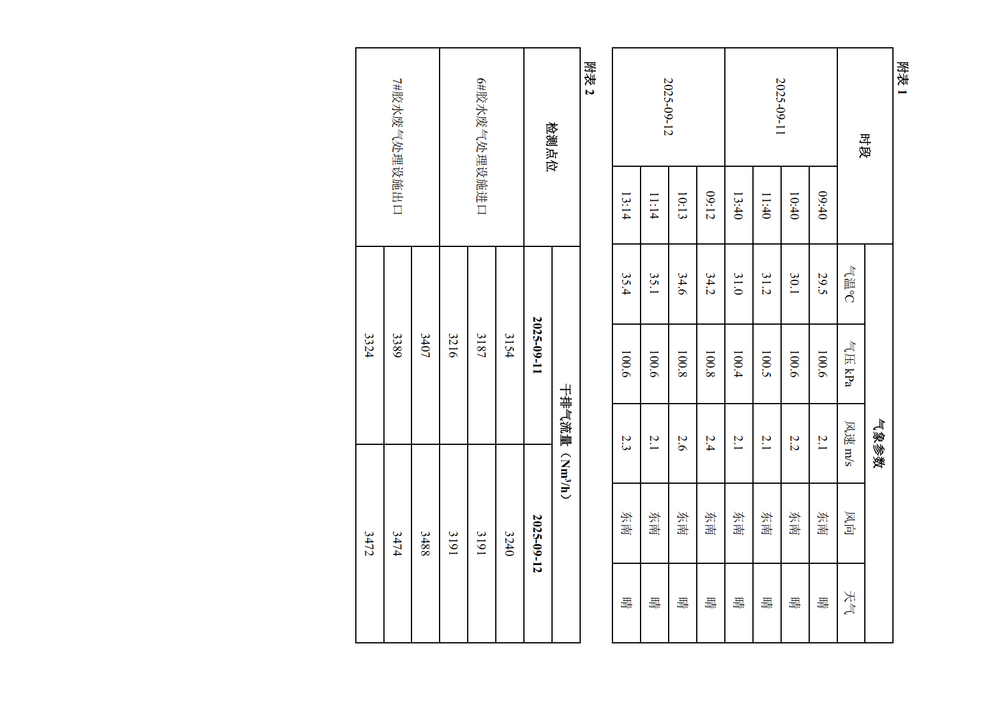 附表 1
时段 气象参数
气温℃ 气压 kPa 风速 m/s 风向 天气
2025-09-11 09:40 29.5 100.6 2.1 东南 晴
10:40 30.1 100.6 2.2 东南 晴
11:40 31.2 100.5 2.1 东南 晴
13:40 31.0 100.4 2.1 东南 晴
2025-09-12 09:12 34.2 100.8 2.4 东南 晴
10:13 34.6 100.8 2.6 东南 晴
11:14 35.1 100.6 2.1 东南 晴
13:14 35.4 100.6 2.3 东南 晴
附表 2
检测点位 干排气流量（Nm³/h）
2025-09-11 2025-09-12
6#胶水废气处理设施进口 3154 3240
3187 3191
3216 3191
7#胶水废气处理设施出口 3407 3488
3389 3474
3324 3472